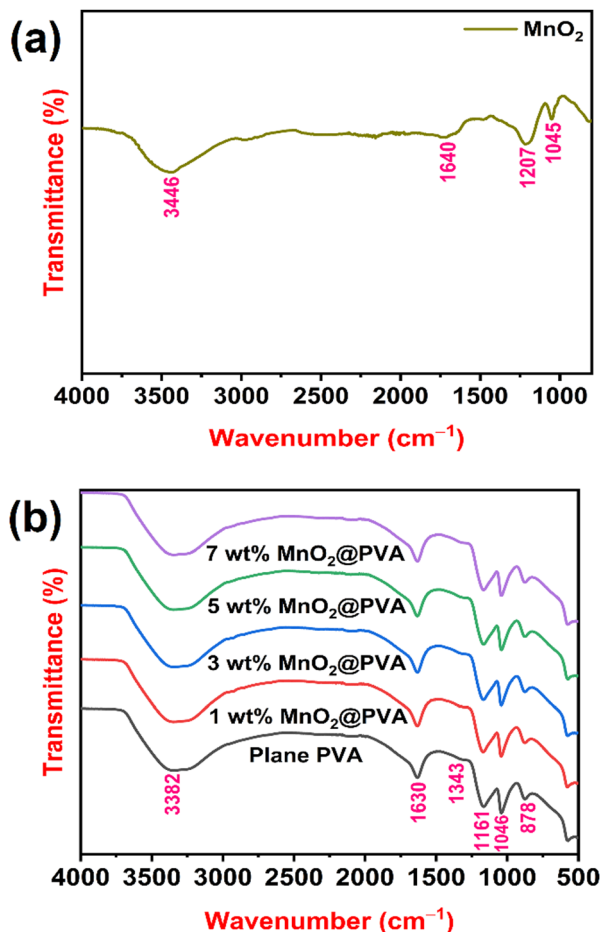 (a)
MnO₂
Transmittance (%)
3446
1640
1207
1045
4000 3500 3000 2500 2000 1500 1000
Wavenumber (cm⁻¹)
(b)
7 wt% MnO₂@PVA
5 wt% MnO₂@PVA
3 wt% MnO₂@PVA
1 wt% MnO₂@PVA
Plane PVA
Transmittance (%)
3382
1630
1343
1161
1046
878
4000 3500 3000 2500 2000 1500 1000 500
Wavenumber (cm⁻¹)